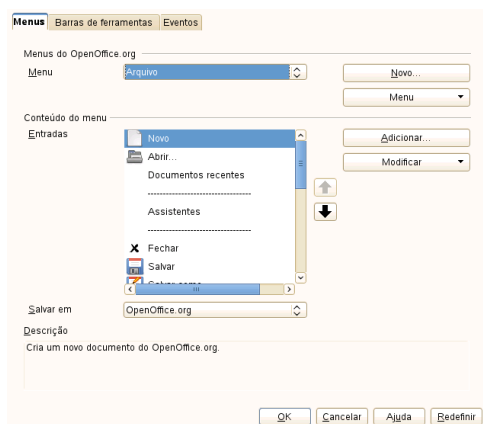 Menus Barras de ferramentas Eventos
Menus do OpenOffice.org
Menu Arquivo Novo...
Menu
Conteúdo do menu
Entradas Novo Adicionar...
Abrir... Modificar
Documentos recentes
----------------------------------
Assistentes
----------------------------------
Fechar
Salvar
Salvar como
Salvar em OpenOffice.org
Descrição
Cria um novo documento do OpenOffice.org.
OK Cancelar Ajuda Redefinir